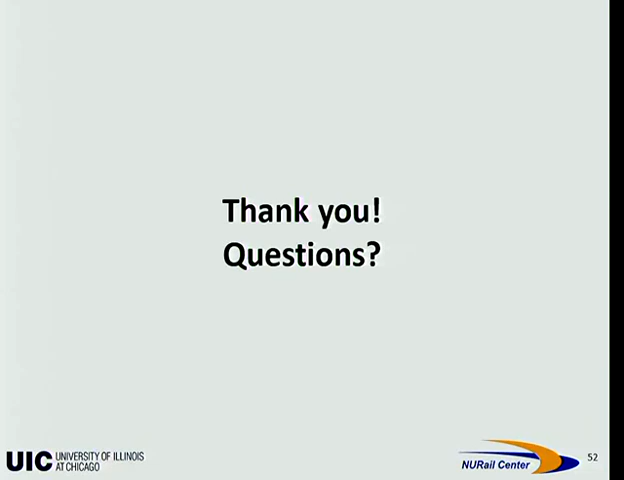 Thank you!
Questions?
UIC UNIVERSITY OF ILLINOIS
AT CHICAGO
NURail Center
52